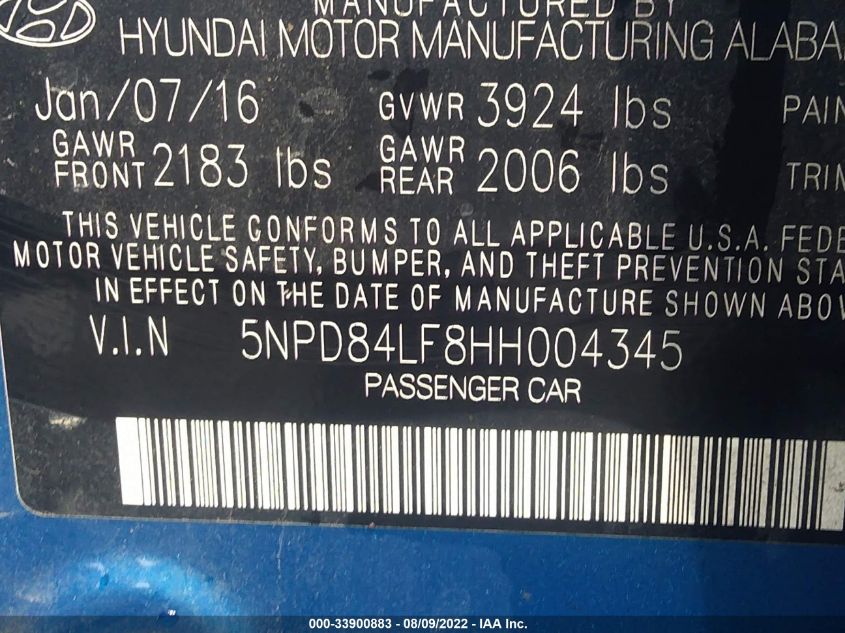 MANUFACTURED BY
HYUNDAI MOTOR MANUFACTURING ALABA
Jan/07/16 GVWR 3924 lbs PAIN
GAWR FRONT 2183 lbs GAWR REAR 2006 lbs TRIM
THIS VEHICLE CONFORMS TO ALL APPLICABLE U.S.A. FEDE
MOTOR VEHICLE SAFETY, BUMPER, AND THEFT PREVENTION STA
IN EFFECT ON THE DATE OF MANUFACTURE SHOWN ABOV
V.I.N 5NPD84LF8HH004345
PASSENGER CAR
000-33900883 - 08/09/2022 - IAA Inc.